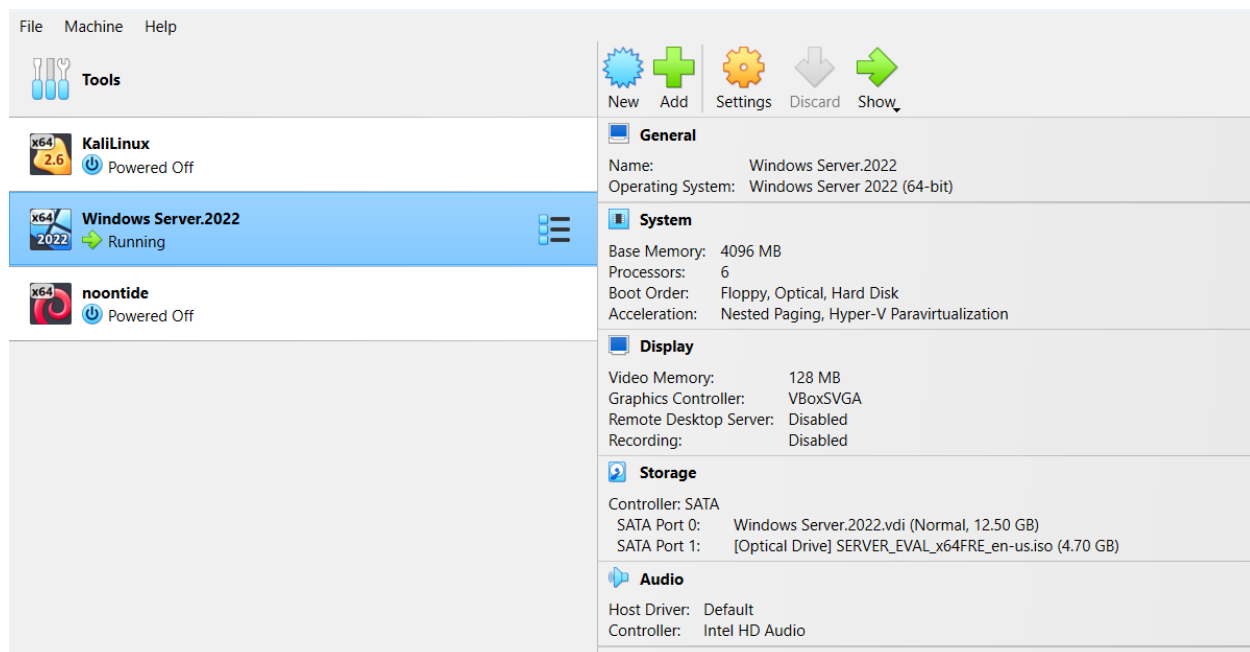 File Machine Help
Tools
New Add Settings Discard Show
x64 2.6 KaliLinux
Powered Off
x64 2022 Windows Server.2022
Running
x64 noontide
Powered Off
General
Name: Windows Server.2022
Operating System: Windows Server 2022 (64-bit)
System
Base Memory: 4096 MB
Processors: 6
Boot Order: Floppy, Optical, Hard Disk
Acceleration: Nested Paging, Hyper-V Paravirtualization
Display
Video Memory: 128 MB
Graphics Controller: VBoxSVGA
Remote Desktop Server: Disabled
Recording: Disabled
Storage
Controller: SATA
SATA Port 0: Windows Server.2022.vdi (Normal, 12.50 GB)
SATA Port 1: [Optical Drive] SERVER_EVAL_x64FRE_en-us.iso (4.70 GB)
Audio
Host Driver: Default
Controller: Intel HD Audio